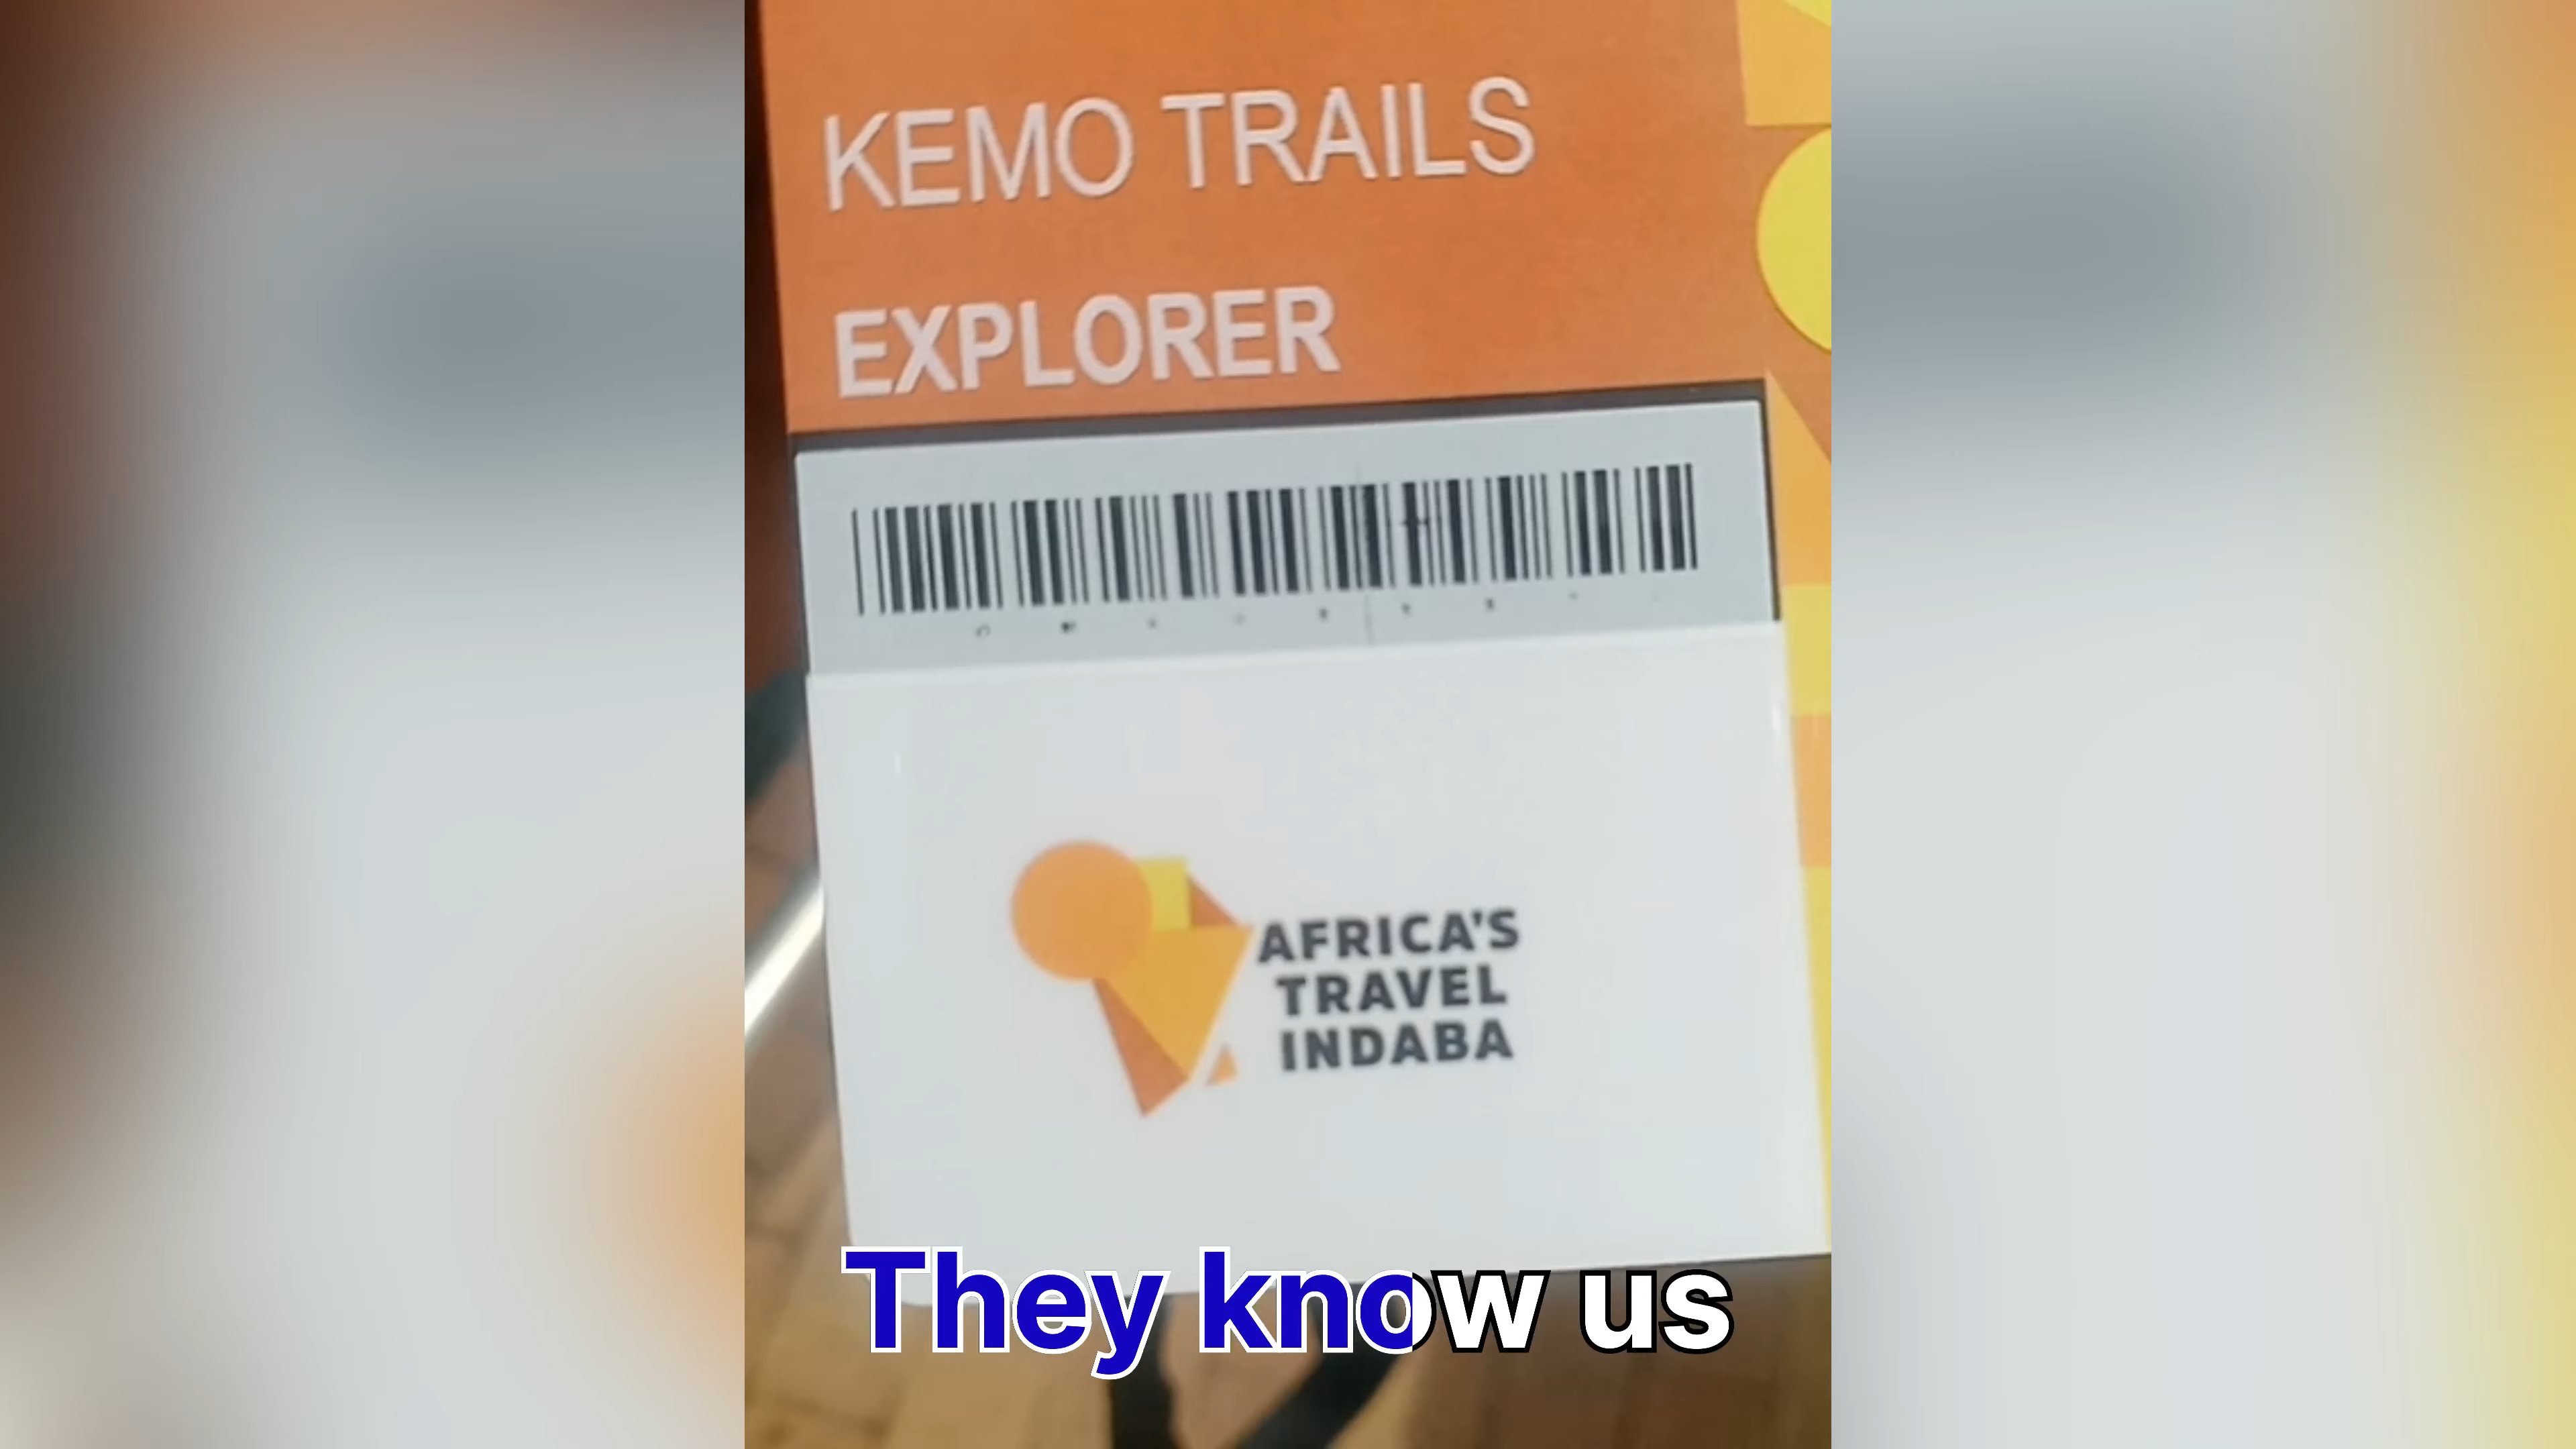 KEMO TRAILS
EXPLORER
AFRICA'S
TRAVEL
INDABA
They know us